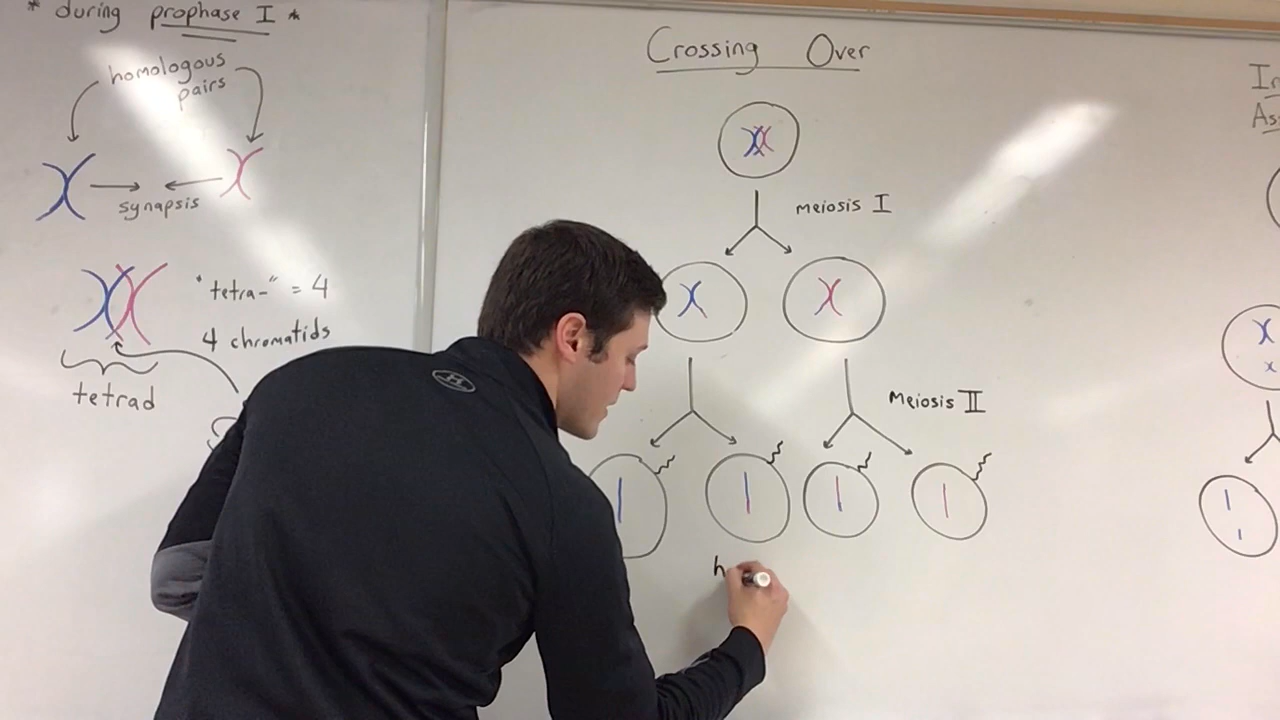 * during prophase I *
homologous
pairs
synapsis
"tetra-" = 4
4 chromatids
tetrad
Crossing Over
meiosis I
Meiosis II
h